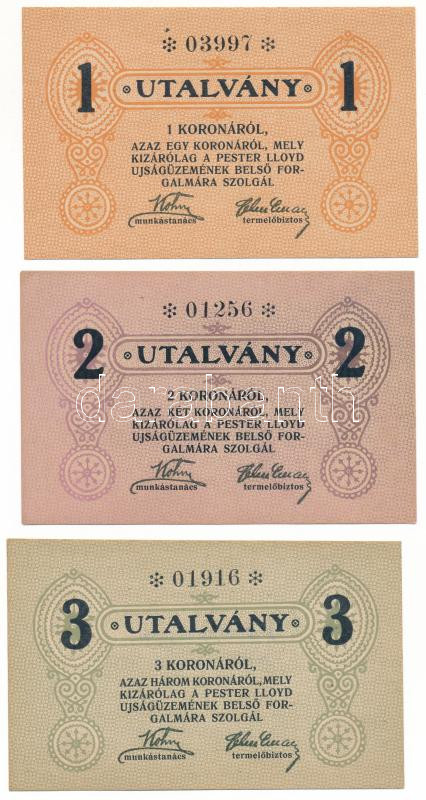 * 03997 *
1 UTALVÁNY 1
1 KORONÁRÓL,
AZAZ EGY KORONÁRÓL, MELY
KIZÁRÓLAG A PESTER LLOYD
UJSÁGÜZEMÉNEK BELSŐ FOR-
GALMÁRA SZOLGÁL
munkástanács termelőbiztos
* 01256 *
2 UTALVÁNY 2
darabanth
2 KORONÁRÓL,
AZAZ KÉT KORONÁRÓL, MELY
KIZÁRÓLAG A PESTER LLOYD
UJSÁGÜZEMÉNEK BELSŐ FOR-
GALMÁRA SZOLGÁL
munkástanács termelőbiztos
* 01916 *
3 UTALVÁNY 3
3 KORONÁRÓL,
AZAZ HÁROM KORONÁRÓL, MELY
KIZÁRÓLAG A PESTER LLOYD
UJSÁGÜZEMÉNEK BELSŐ FOR-
GALMÁRA SZOLGÁL
munkástanács termelőbiztos